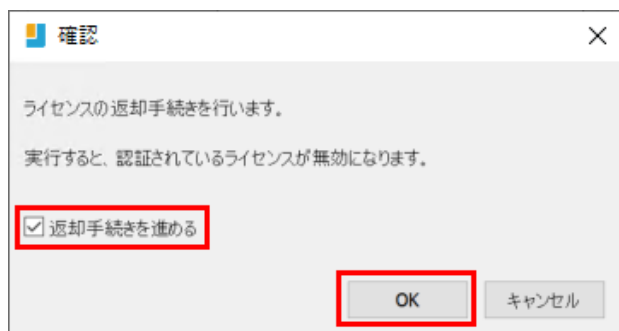 確認
ライセンスの返却手続きを行います。
実行すると、認証されているライセンスが無効になります。
返却手続きを進める
OK
キャンセル